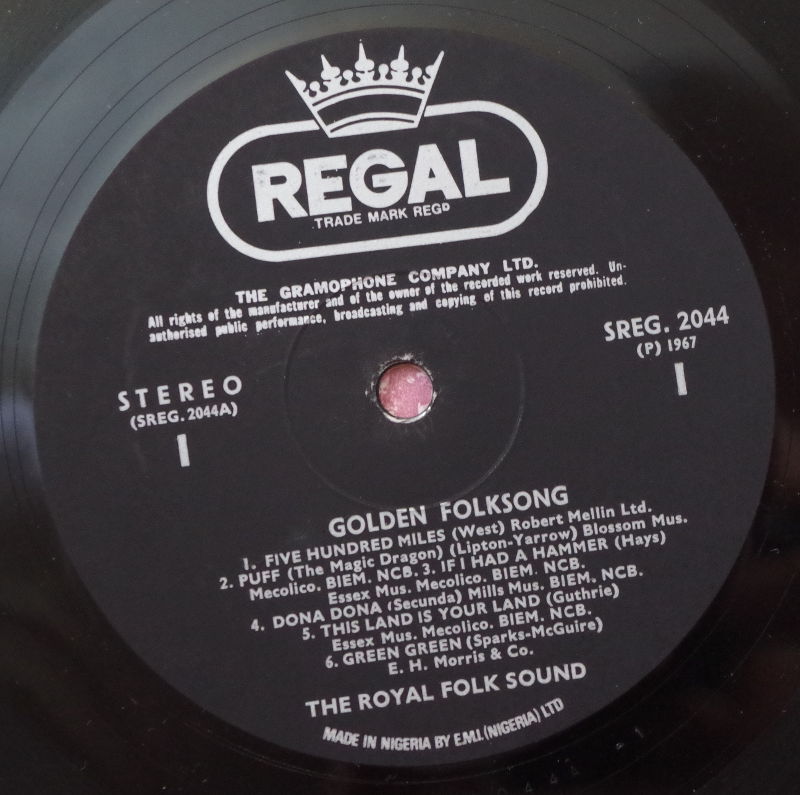 REGAL
TRADE MARK REGD
THE GRAMOPHONE COMPANY LTD.
All rights of the manufacturer and of the owner of the recorded work reserved. Un-
authorised public performance, broadcasting and copying of this record prohibited.
SREG. 2044
(P) 1967
1
STEREO
(SREG. 2044A)
1
GOLDEN FOLKSONG
1. FIVE HUNDRED MILES (West) Robert Mellin Ltd.
2. PUFF (The Magic Dragon) (Lipton-Yarrow) Blossom Mus.
Mecolico. BIEM. NCB. 3. IF I HAD A HAMMER (Hays)
Essex Mus. Mecolico. BIEM. NCB.
4. DONA DONA (Secunda) Mills Mus. BIEM. NCB.
5. THIS LAND IS YOUR LAND (Guthrie)
Essex Mus. Mecolico. BIEM. NCB.
6. GREEN GREEN (Sparks-McGuire)
E. H. Morris & Co.
THE ROYAL FOLK SOUND
MADE IN NIGERIA BY E.M.I. (NIGERIA) LTD